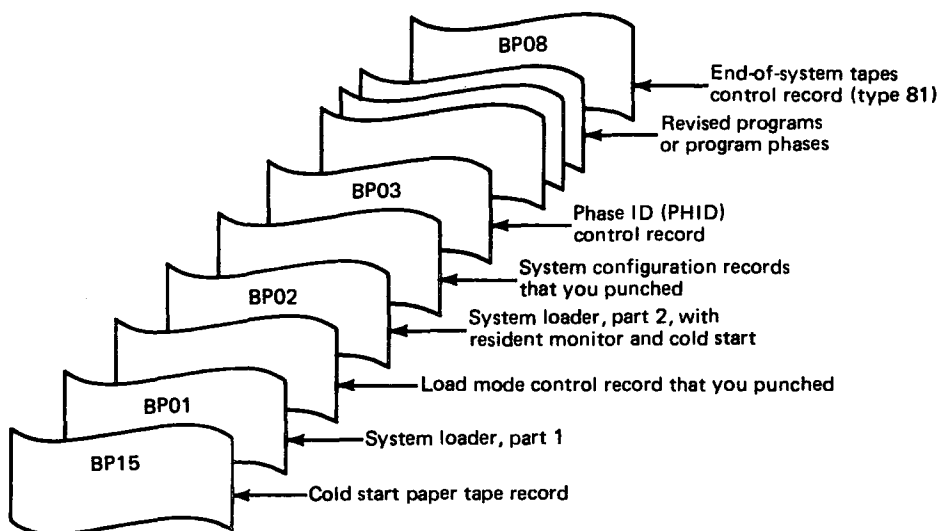 BP08
End-of-system tapes
control record (type 81)
Revised programs
or program phases
BP03
Phase ID (PHID)
control record
System configuration records
that you punched
BP02
System loader, part 2, with
resident monitor and cold start
Load mode control record that you punched
BP01
System loader, part 1
BP15
Cold start paper tape record